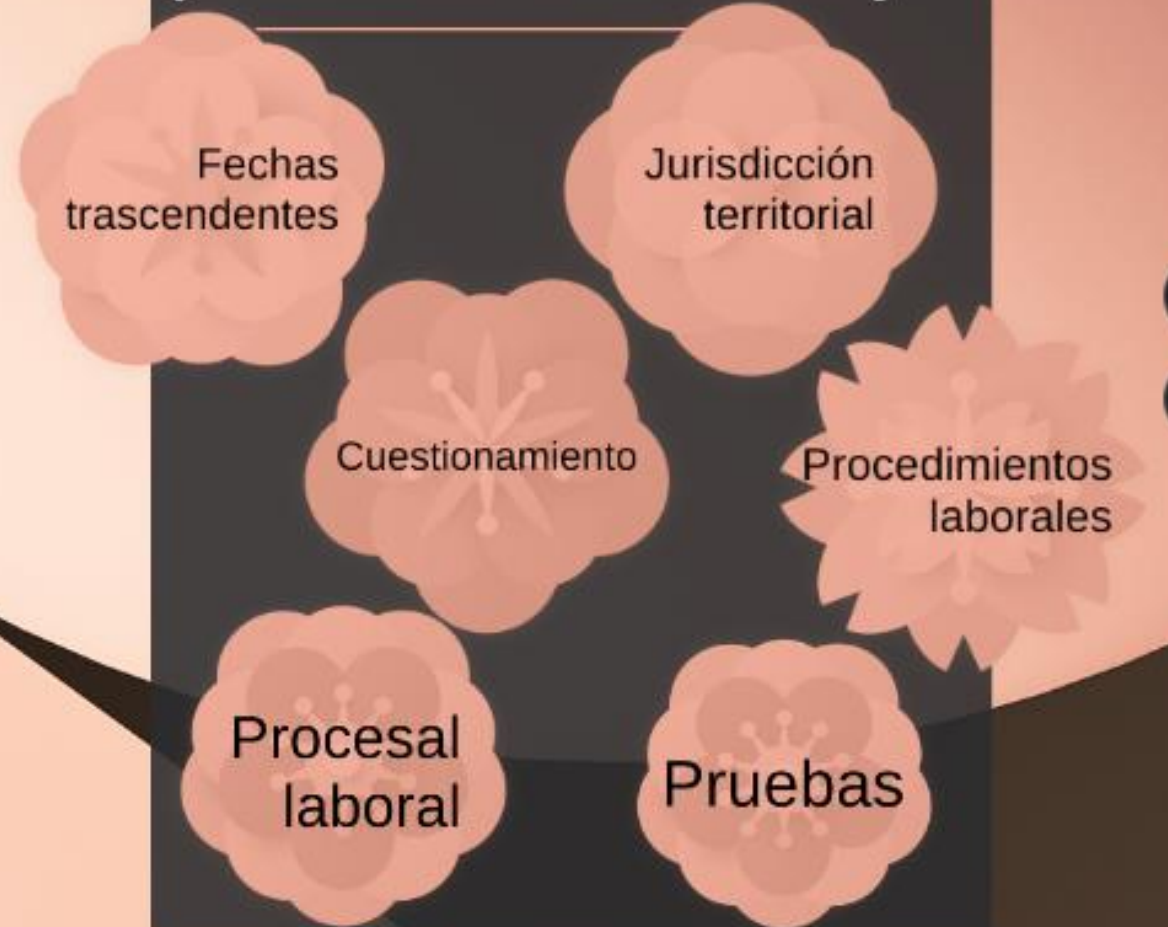 Fechas
trascendentes
Jurisdicción
territorial
Cuestionamiento
Procedimientos
laborales
Procesal
laboral
Pruebas